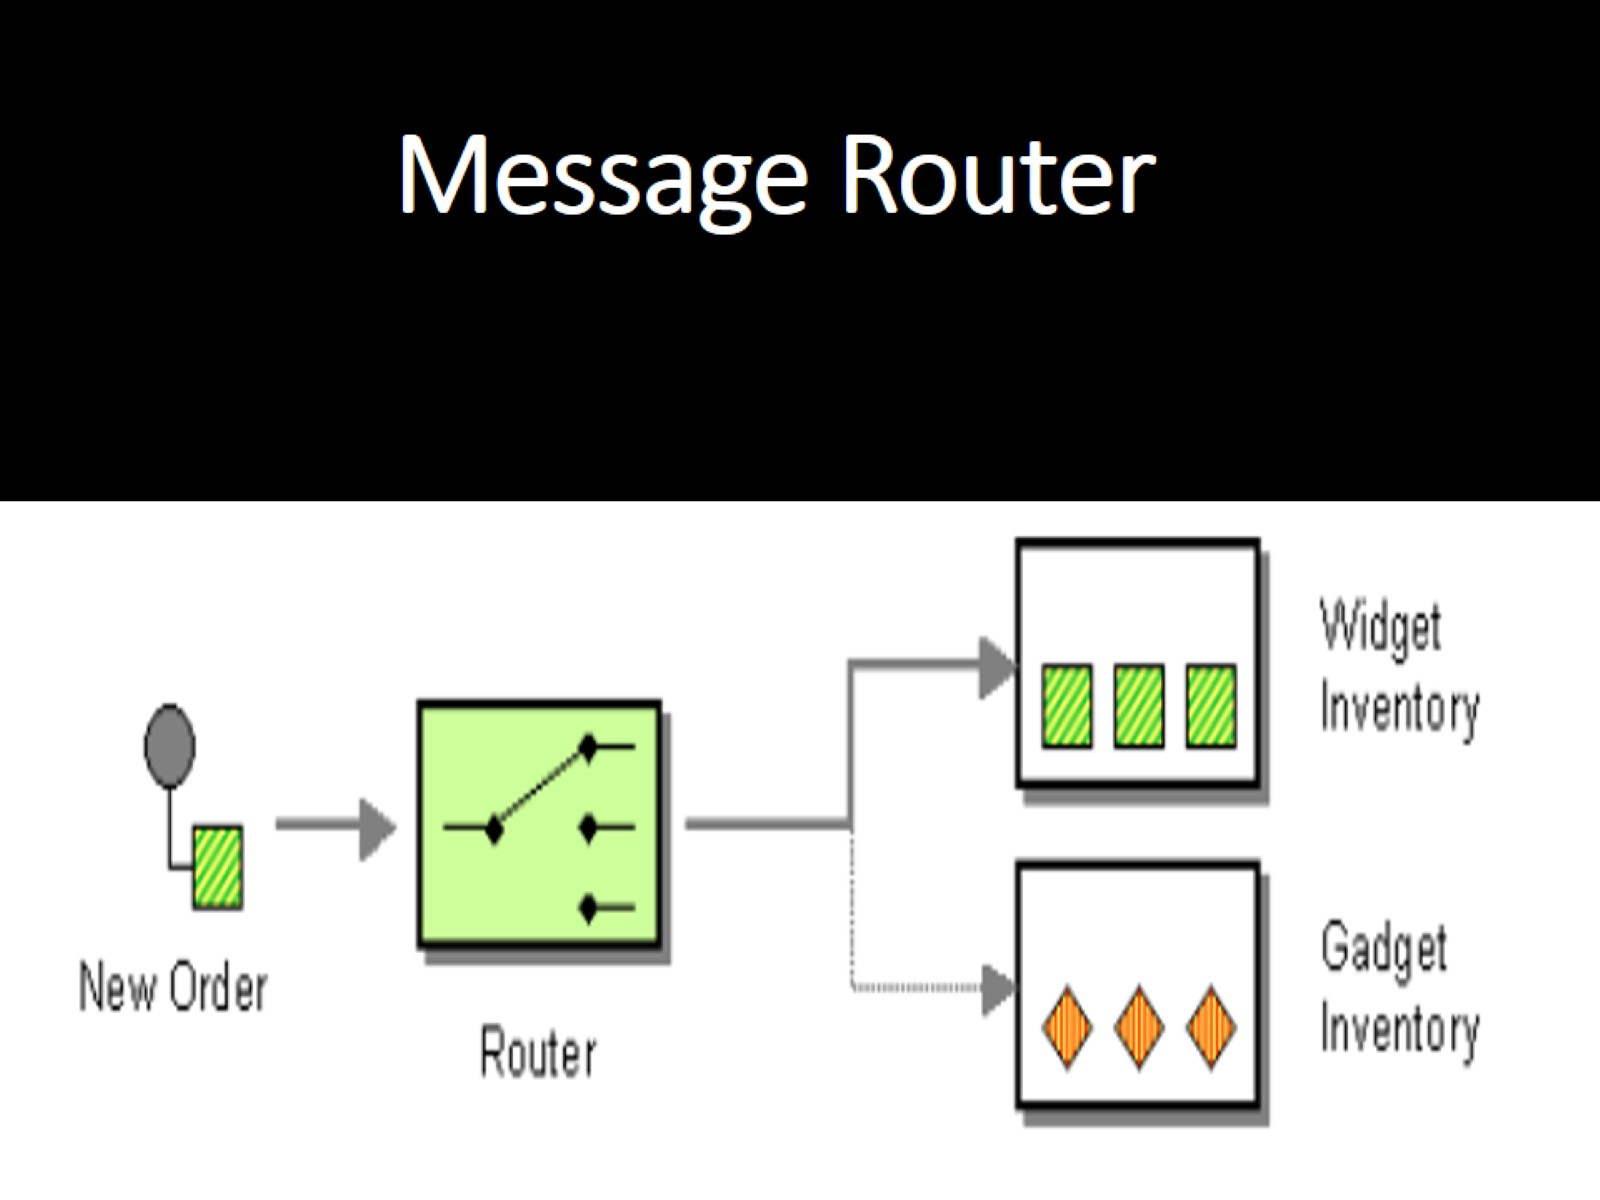 Message Router
Widget
Inventory
New Order
Router
Gadget
Inventory